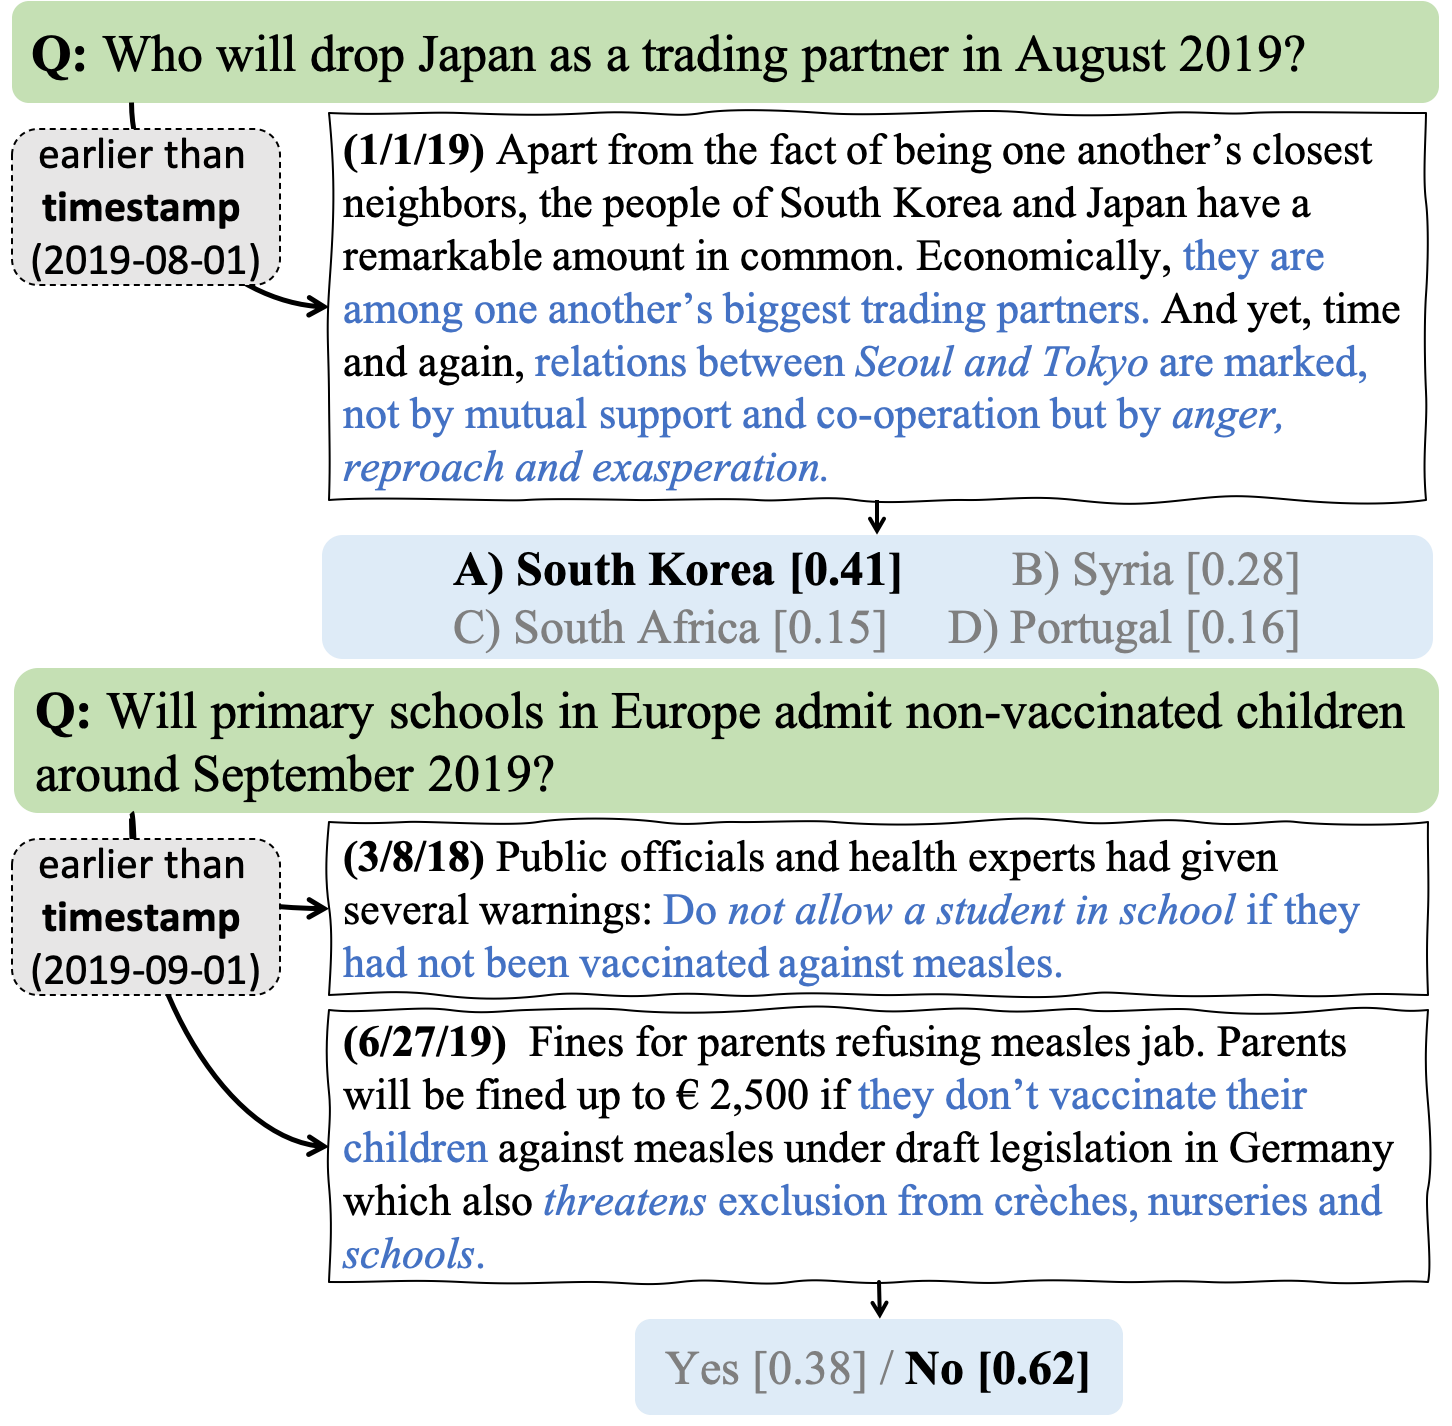 Q: Who will drop Japan as a trading partner in August 2019?
earlier than
timestamp
(2019-08-01)
(1/1/19) Apart from the fact of being one another’s closest
neighbors, the people of South Korea and Japan have a
remarkable amount in common. Economically, they are
among one another’s biggest trading partners. And yet, time
and again, relations between Seoul and Tokyo are marked,
not by mutual support and co-operation but by anger,
reproach and exasperation.
A) South Korea [0.41] B) Syria [0.28]
C) South Africa [0.15] D) Portugal [0.16]
Q: Will primary schools in Europe admit non-vaccinated children
around September 2019?
earlier than
timestamp
(2019-09-01)
(3/8/18) Public officials and health experts had given
several warnings: Do not allow a student in school if they
had not been vaccinated against measles.
(6/27/19) Fines for parents refusing measles jab. Parents
will be fined up to € 2,500 if they don’t vaccinate their
children against measles under draft legislation in Germany
which also threatens exclusion from crèches, nurseries and
schools.
Yes [0.38] / No [0.62]